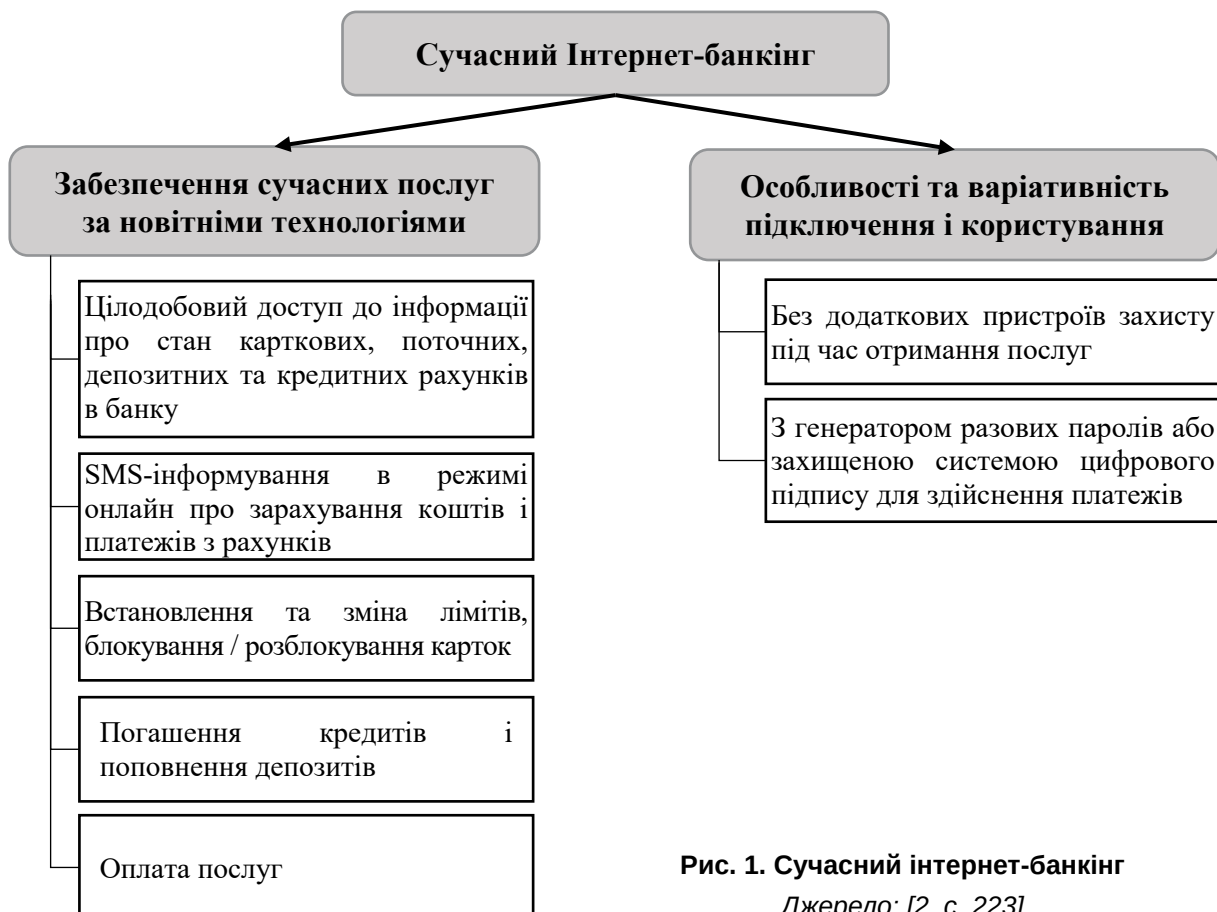 Сучасний Інтернет-банкінг
Забезпечення сучасних послуг
за новітніми технологіями
Цілодобовий доступ до інформації
про стан карткових, поточних,
депозитних та кредитних рахунків
в банку
SMS-інформування в режимі
онлайн про зарахування коштів і
платежів з рахунків
Встановлення та зміна лімітів,
блокування / розблокування карток
Погашення кредитів і
поповнення депозитів
Оплата послуг
Особливості та варіативність
підключення і користування
Без додаткових пристроїв захисту
під час отримання послуг
З генератором разових паролів або
захищеною системою цифрового
підпису для здійснення платежів
Рис. 1. Сучасний інтернет-банкінг
Джерело: [2, с. 223]